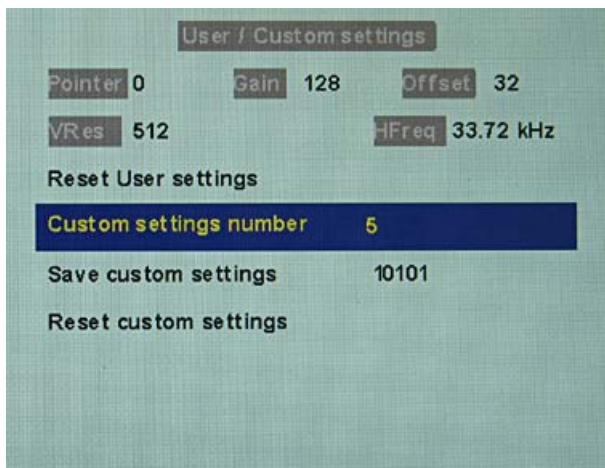 User / Custom settings
Pointer 0 Gain 128 Offset 32
VRes 512 HFreq 33.72 kHz
Reset User settings
Custom settings number 5
Save custom settings 10101
Reset custom settings